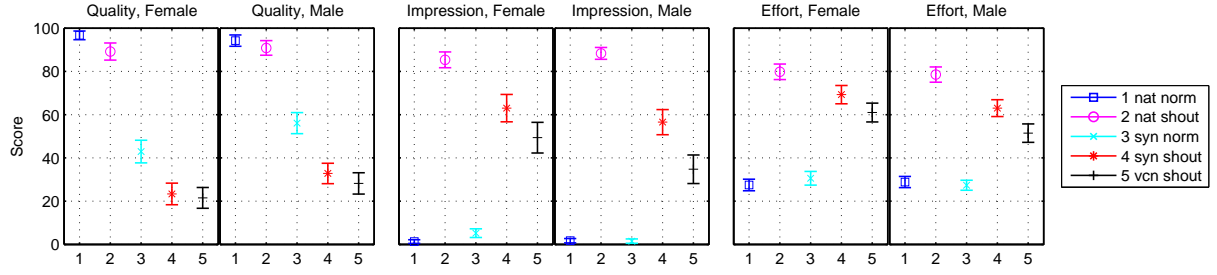 Quality, Female Quality, Male Impression, Female Impression, Male Effort, Female Effort, Male
Score
100
80
60
40
20
0
1 2 3 4 5 1 2 3 4 5 1 2 3 4 5 1 2 3 4 5 1 2 3 4 5 1 2 3 4 5
1 nat norm
2 nat shout
3 syn norm
4 syn shout
5 vcn shout